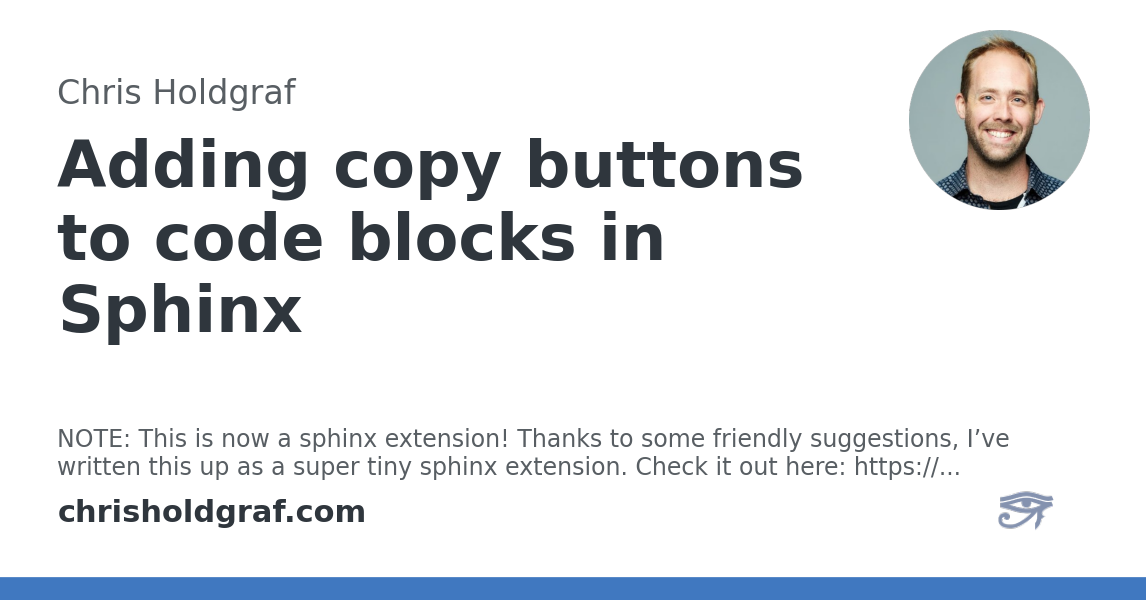 Chris Holdgraf
Adding copy buttons
to code blocks in
Sphinx
NOTE: This is now a sphinx extension! Thanks to some friendly suggestions, I’ve
written this up as a super tiny sphinx extension. Check it out here: https://...
chrisholdgraf.com